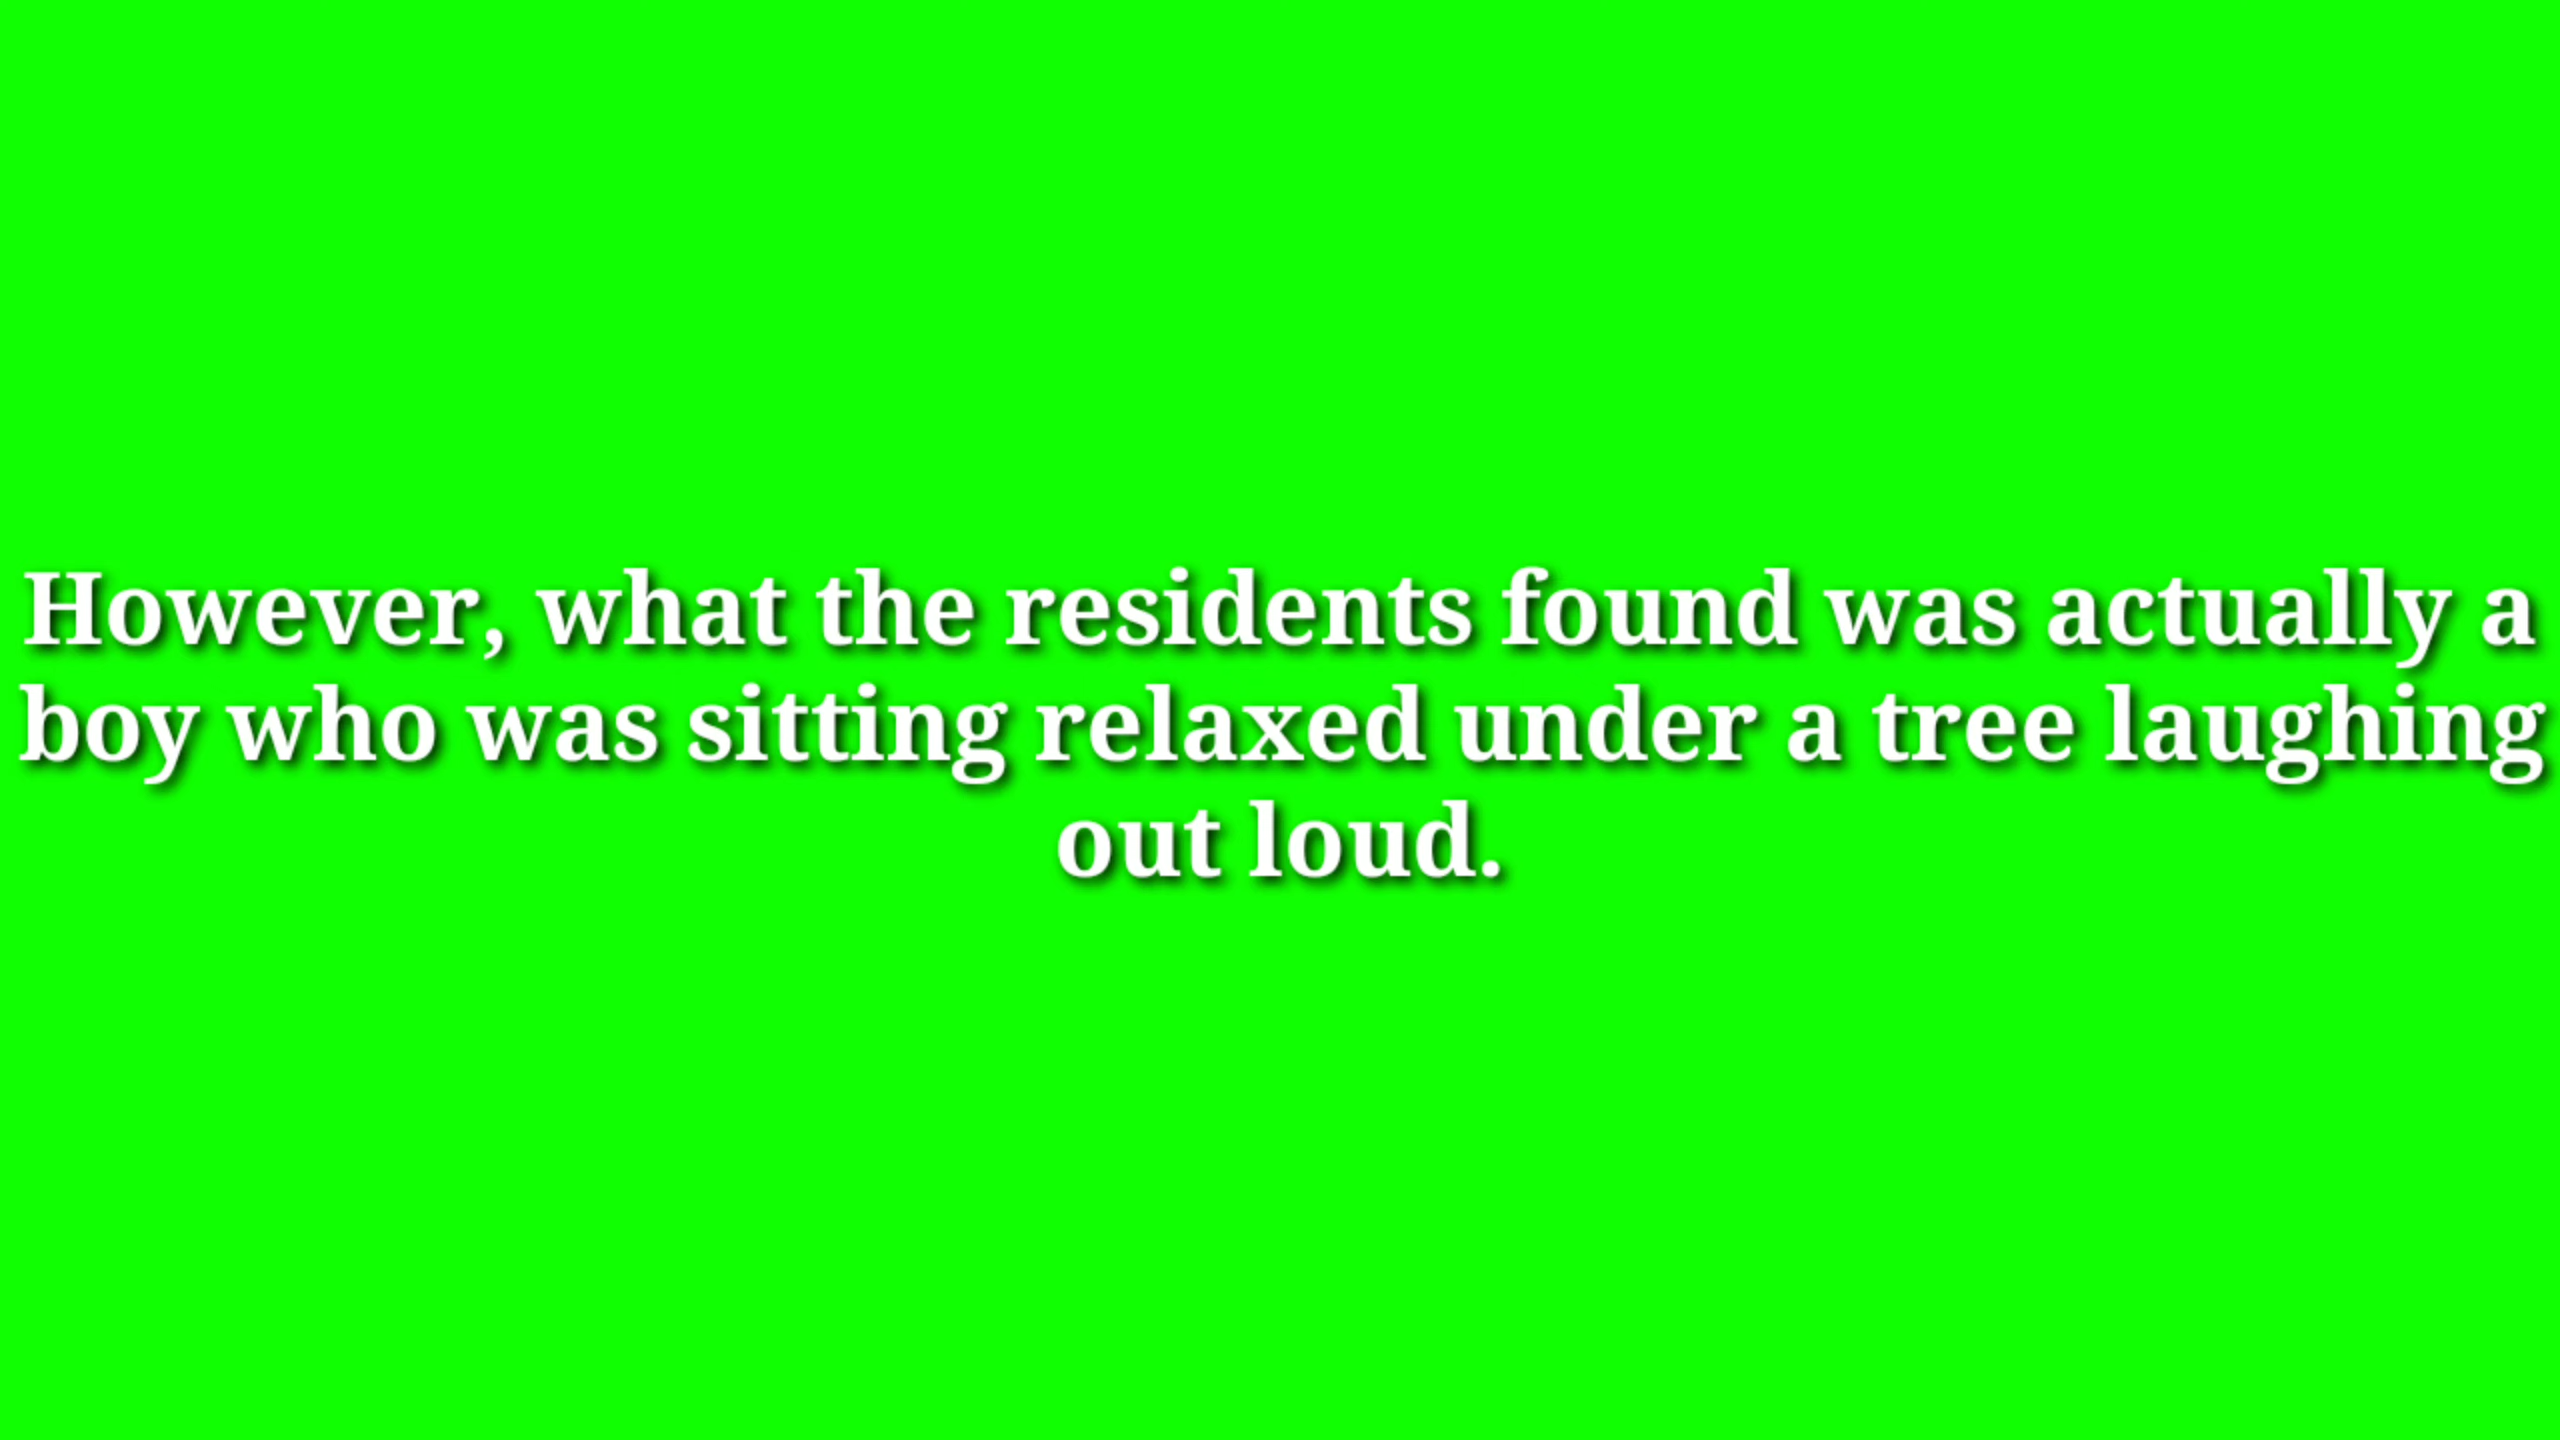 However, what the residents found was actually a
boy who was sitting relaxed under a tree laughing
out loud.